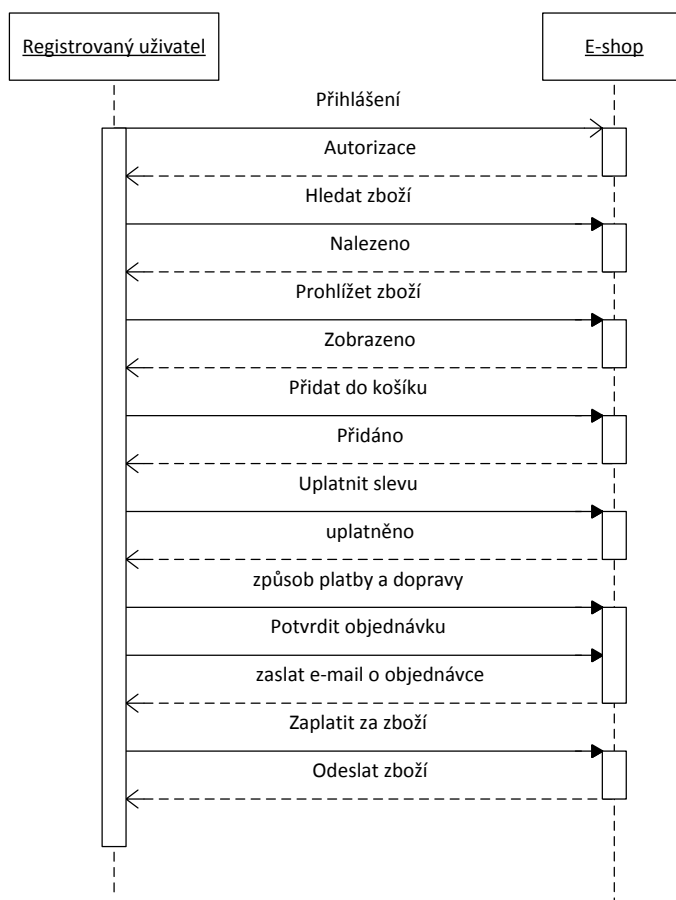 Registrovaný uživatel
E-shop
Přihlášení
Autorizace
Hledat zboží
Nalezeno
Prohlížet zboží
Zobrazeno
Přidat do košíku
Přidáno
Uplatnit slevu
uplatněno
způsob platby a dopravy
Potvrdit objednávku
zaslat e-mail o objednávce
Zaplatit za zboží
Odeslat zboží